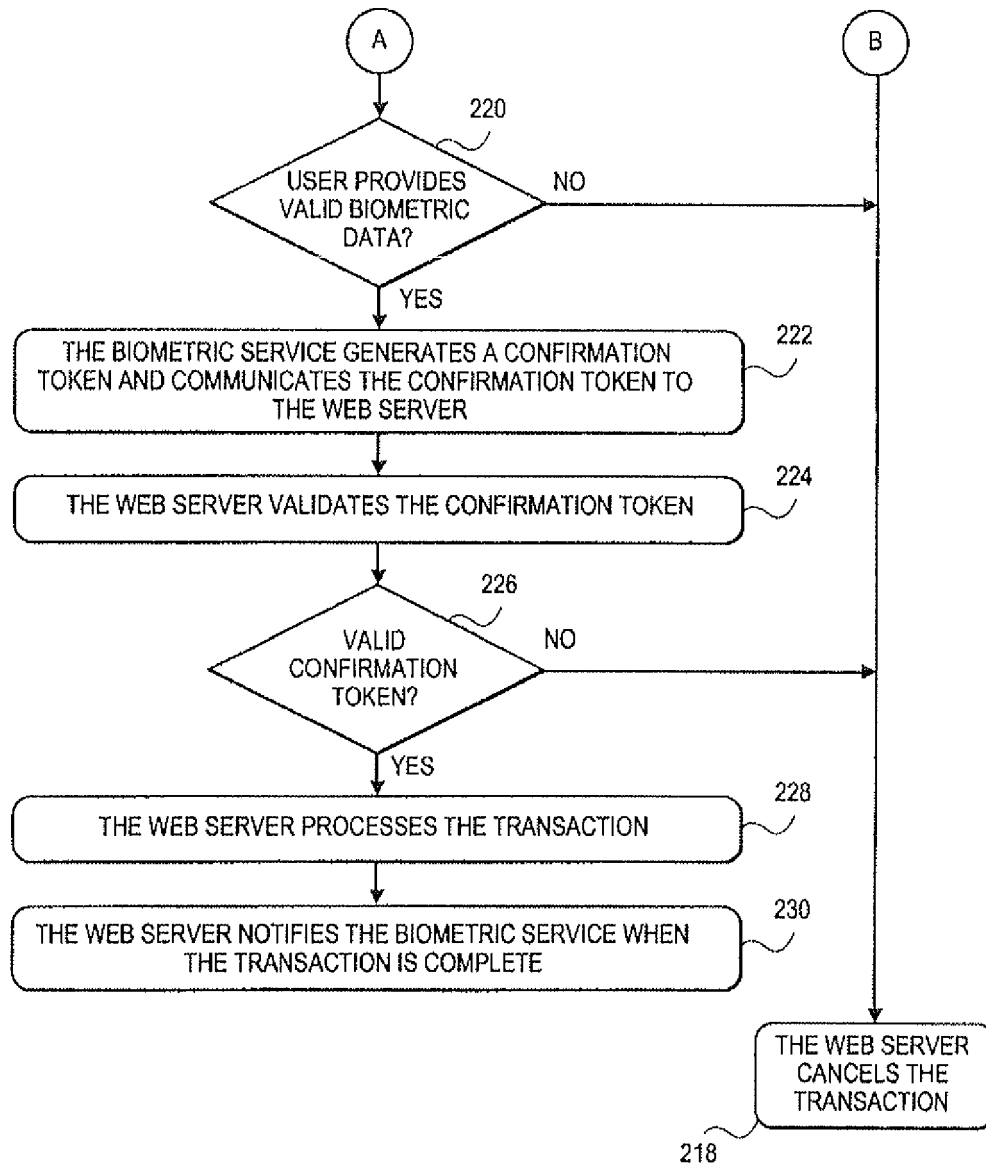 A
B
220
USER PROVIDES
VALID BIOMETRIC
DATA?
NO
YES
222
THE BIOMETRIC SERVICE GENERATES A CONFIRMATION
TOKEN AND COMMUNICATES THE CONFIRMATION TOKEN TO
THE WEB SERVER
224
THE WEB SERVER VALIDATES THE CONFIRMATION TOKEN
226
VALID
CONFIRMATION
TOKEN?
NO
YES
228
THE WEB SERVER PROCESSES THE TRANSACTION
230
THE WEB SERVER NOTIFIES THE BIOMETRIC SERVICE WHEN
THE TRANSACTION IS COMPLETE
THE WEB SERVER
CANCELS THE
TRANSACTION
218